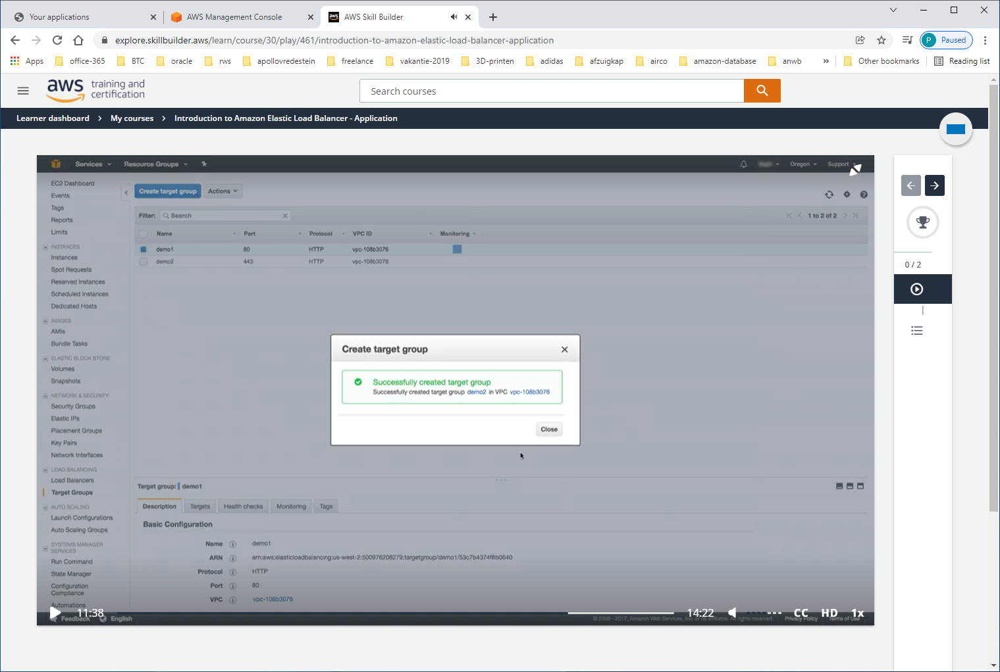 Your applications
AWS Management Console
AWS Skill Builder
explore.skillbuilder.aws/learn/course/30/play/461/introduction-to-amazon-elastic-load-balancer-application
P Paused
Apps office-365 BTC oracle rws apollovredestein freelance vakantie-2019 3D-printen adidas afzuigkap airco amazon-database anwb » Other bookmarks Reading list
aws training and
certification
Search courses
Learner dashboard > My courses > Introduction to Amazon Elastic Load Balancer - Application
Services Resource Groups Oregon Support
EC2 Dashboard
Events
Tags
Reports
Limits
INSTANCES
Instances
Spot Requests
Reserved Instances
Scheduled Instances
Dedicated Hosts
IMAGES
AMIs
Bundle Tasks
ELASTIC BLOCK STORE
Volumes
Snapshots
NETWORK & SECURITY
Security Groups
Elastic IPs
Placement Groups
Key Pairs
Network Interfaces
LOAD BALANCING
Load Balancers
Target Groups
AUTO SCALING
Launch Configurations
Auto Scaling Groups
SYSTEMS MANAGER
SERVICES
Run Command
State Manager
Configuration
Compliance
Automations
Create target group Actions
Filter: Search
1 to 2 of 2
Name Port Protocol VPC ID Monitoring
demo1 80 HTTP vpc-108b3076
demo2 443 HTTP vpc-108b3076
Create target group
Successfully created target group
Successfully created target group demo2 in VPC vpc-108b3076
Close
Target group: demo1
Description Targets Health checks Monitoring Tags
Basic Configuration
Name demo1
ARN arn:aws:elasticloadbalancing:us-west-2:500976208279:targetgroup/demo1/53c7b4374f8b0640
Protocol HTTP
Port 80
VPC vpc-108b3076
11:38 14:22 CC HD 1x
Feedback English © 2008 - 2017, Amazon Web Services, Inc. or its affiliates. All rights reserved. Privacy Policy Terms of Use
0 / 2